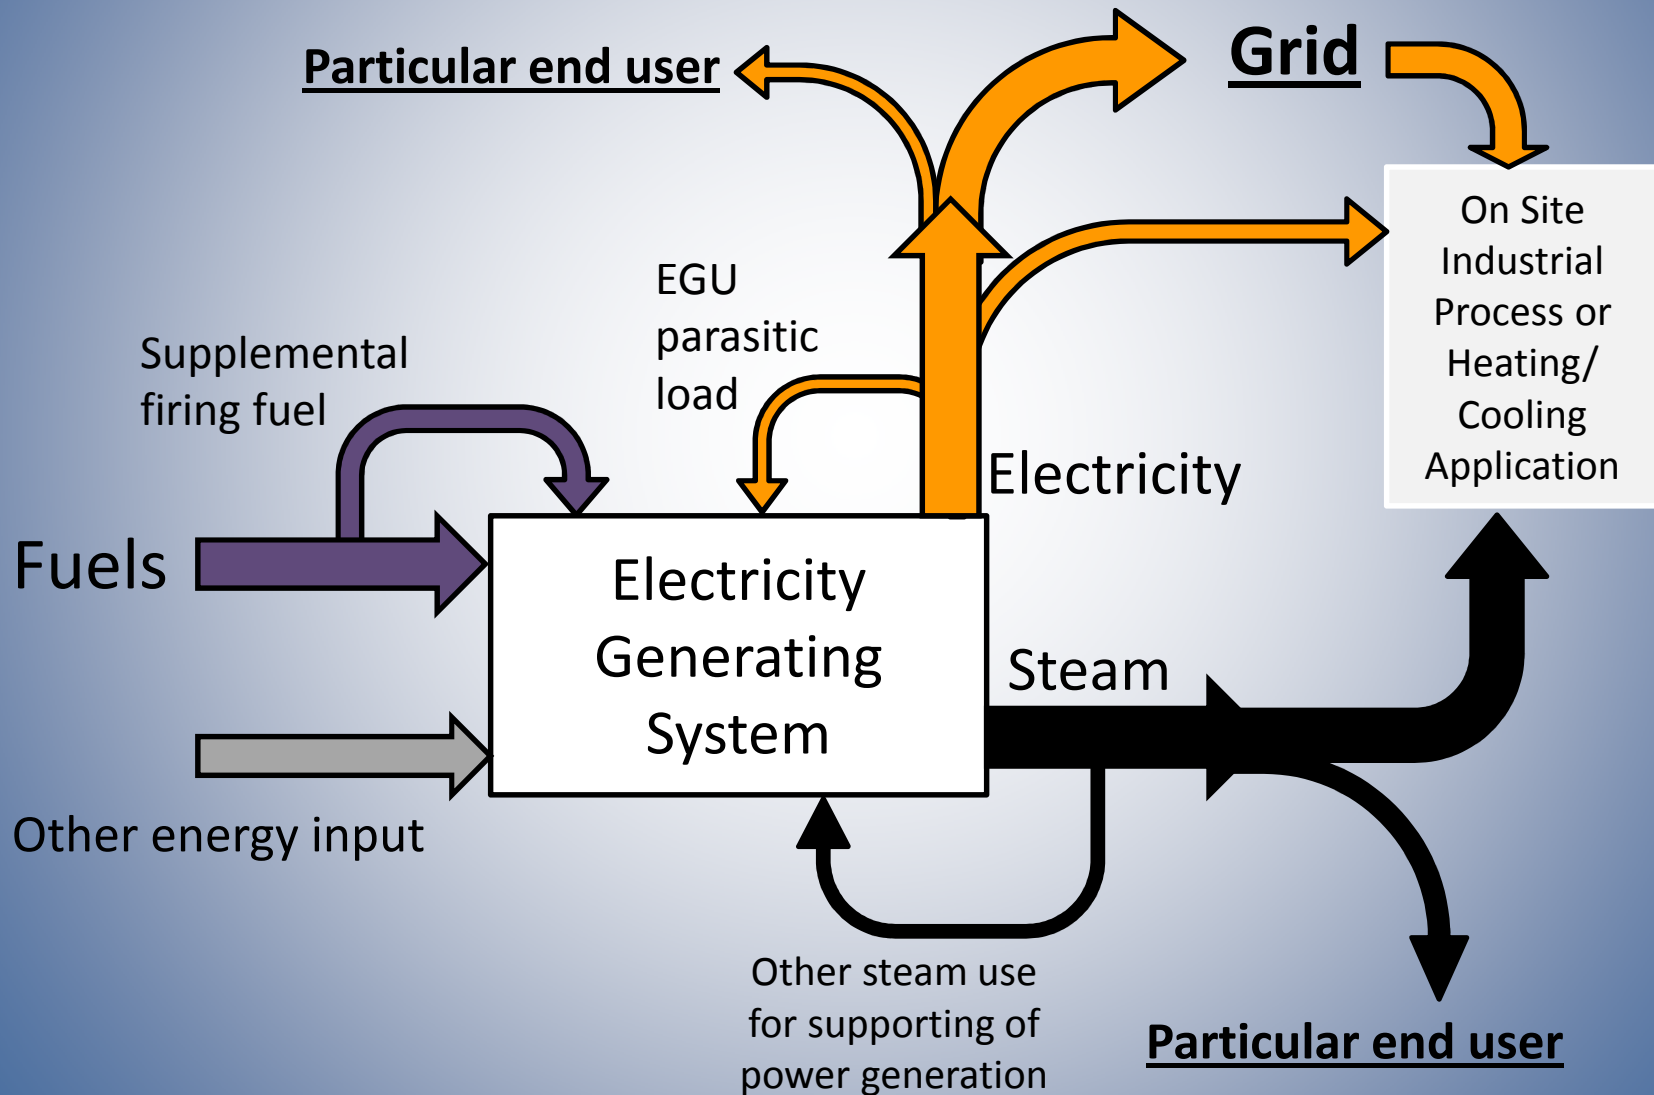 Particular end user
Grid
On Site
Industrial
Process or
Heating/
Cooling
Application
EGU
parasitic
load
Supplemental
firing fuel
Electricity
Fuels
Electricity
Generating
System
Steam
Other energy input
Other steam use
for supporting of
power generation
Particular end user